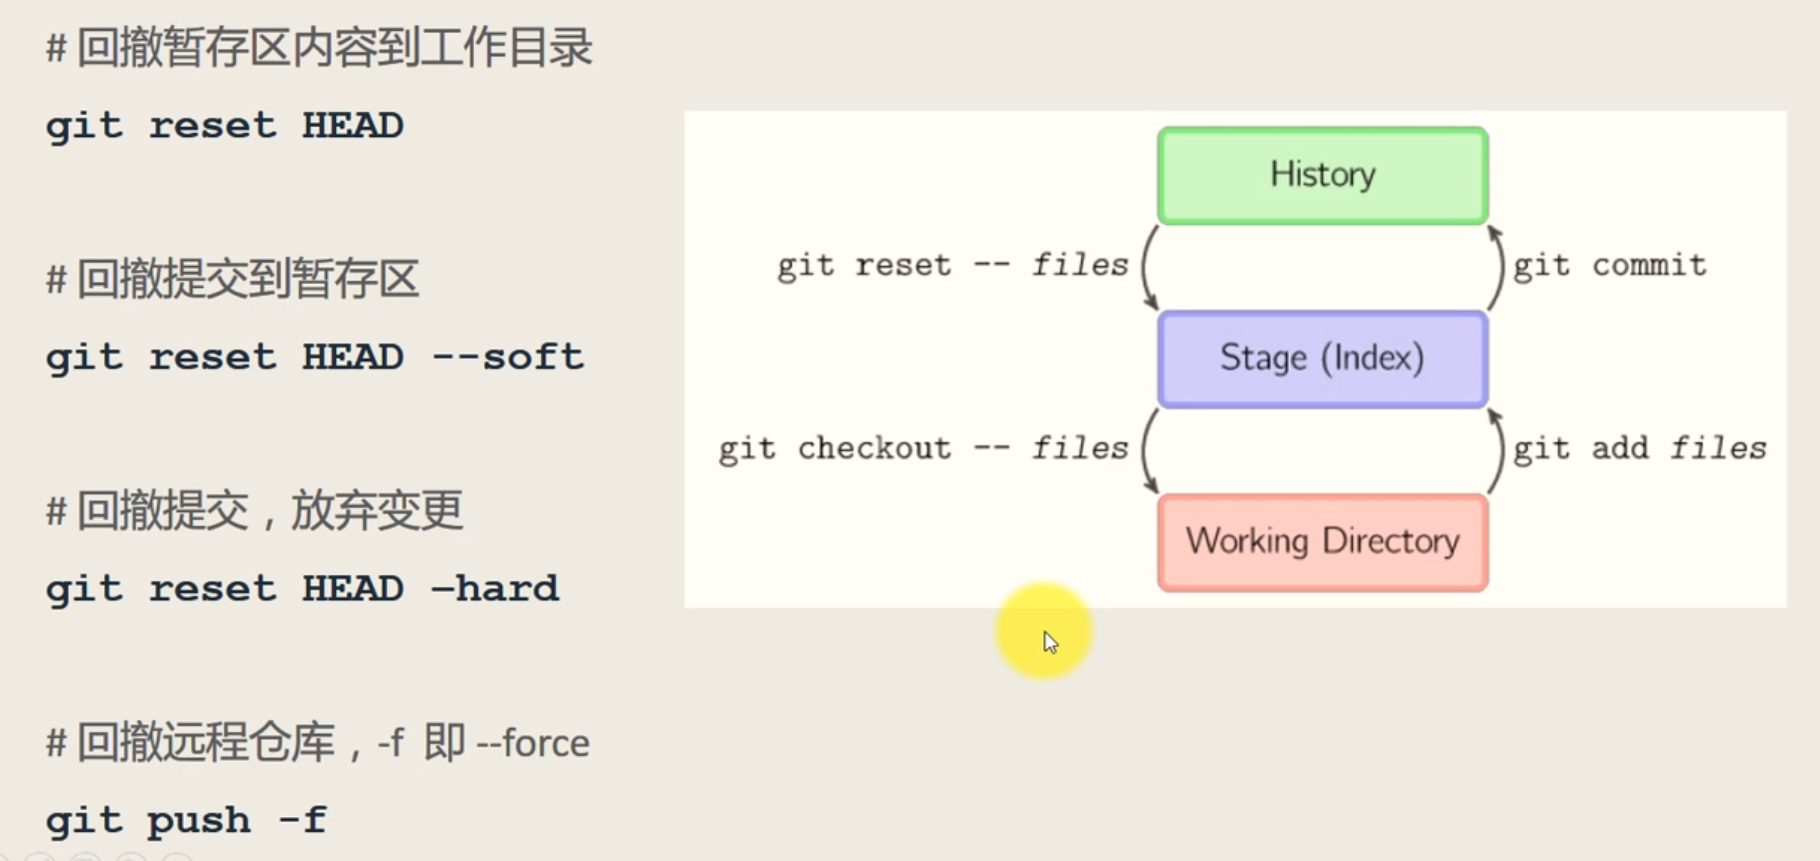 # 回撤暂存区内容到工作目录
git reset HEAD
# 回撤提交到暂存区
git reset HEAD --soft
# 回撤提交，放弃变更
git reset HEAD –hard
# 回撤远程仓库，-f 即 --force
git push -f
History
git reset -- files
git commit
Stage (Index)
git checkout -- files
git add files
Working Directory